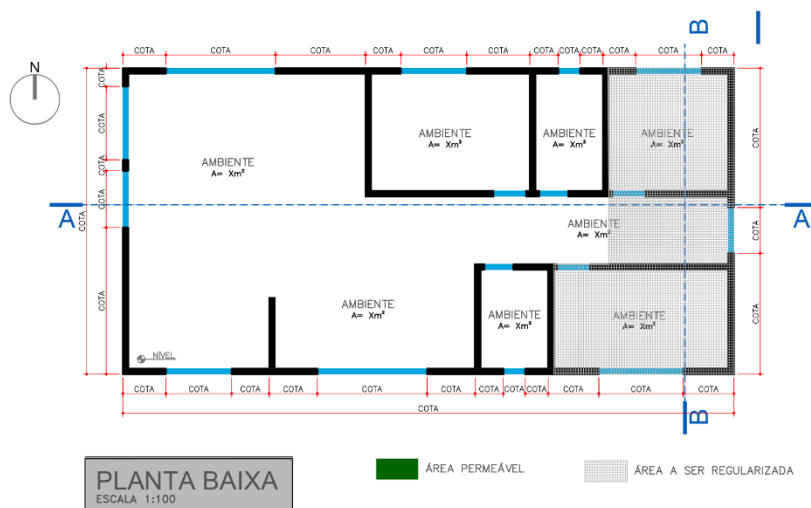 B
COTA COTA COTA COTA COTA COTA COTA COTA COTA COTA COTA COTA
N
COTA
COTA
COTA
COTA
COTA
COTA
AMBIENTE
A= Xm²
AMBIENTE
A= Xm²
AMBIENTE
A= Xm²
AMBIENTE
A= Xm²
COTA
A
A
AMBIENTE
A= Xm²
COTA
AMBIENTE
A= Xm²
AMBIENTE
A= Xm²
AMBIENTE
A= Xm²
COTA
NÍVEL
COTA COTA COTA COTA COTA COTA COTA COTA COTA COTA COTA COTA
COTA
B
PLANTA BAIXA
ESCALA 1:100
ÁREA PERMEÁVEL
ÁREA A SER REGULARIZADA